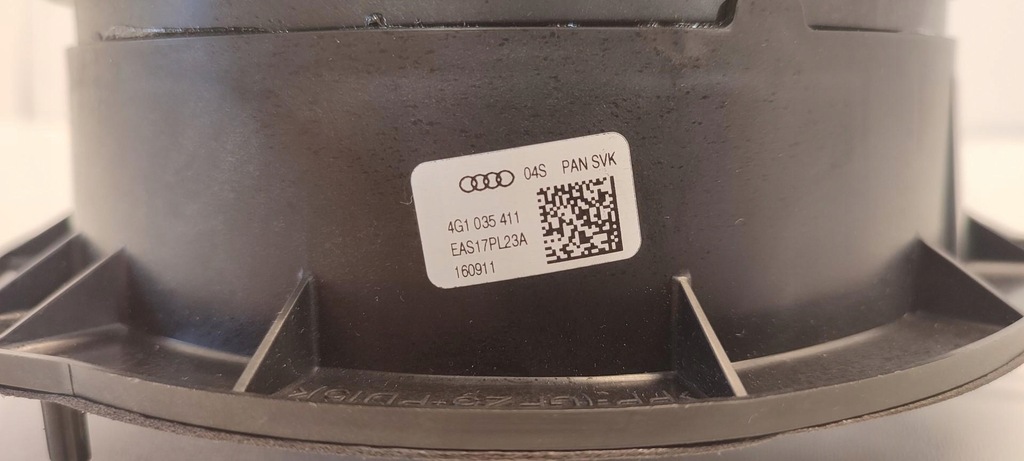 04S PAN SVK
4G1 035 411
EAS17PL23A
160911